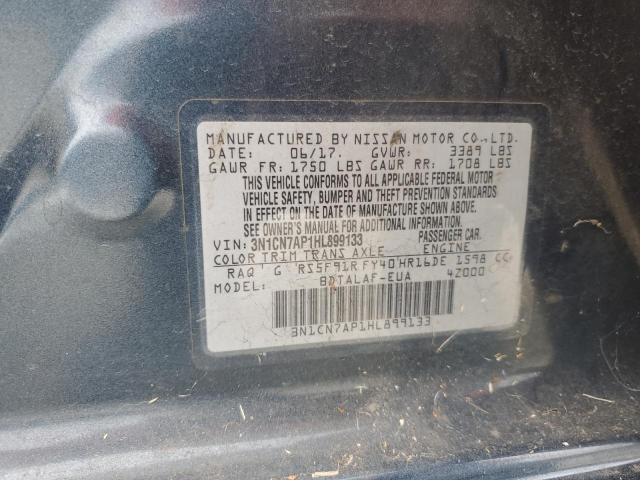 MANUFACTURED BY NISSAN MOTOR CO.,LTD.
DATE: 06/17. GVWR: 3389 LBS
GAWR FR: 1750 LBS GAWR RR: 1708 LBS
THIS VEHICLE CONFORMS TO ALL APPLICABLE FEDERAL MOTOR
VEHICLE SAFETY, BUMPER AND THEFT PREVENTION STANDARDS
IN EFFECT ON THE DATE OF MANUFACTURE SHOWN ABOVE.
SEE OWNER'S MANUAL FOR ADDITIONAL INFORMATION.
VIN: 3N1CN7AP1HL899133 PASSENGER CAR.
COLOR TRIM TRANS AXLE ENGINE
RAQ G RS5F91R FY40 HR16DE 1598 CC
MODEL: BDTALAF-EUA 4Z000
3N1CN7AP1HL899133